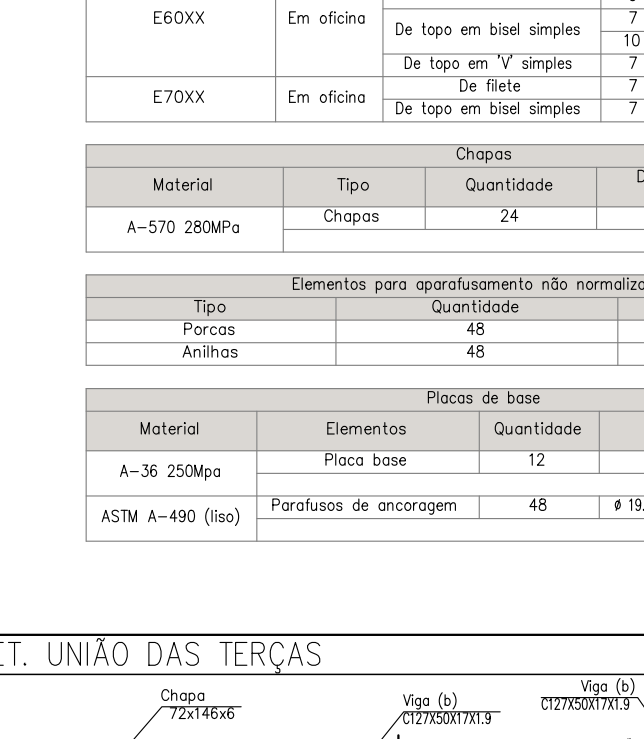 E60XX
Em oficina
De topo em bisel simples
7
10
De topo em 'V' simples
7
E70XX
Em oficina
De filete
7
De topo em bisel simples
7
Chapas
Material
Tipo
Quantidade
A-570 280MPa
Chapas
24
Elementos para aparafusamento não
Tipo
Quantidade
Porcas
48
Anilhas
48
Placas de base
Material
Elementos
Quantidade
A-36 250Mpa
Placa base
12
ASTM A-490 (liso)
Parafusos de ancoragem
48
ø 19.
UNIÃO DAS TERÇAS
Chapa
72x146x6
Viga (b)
C127X50X17X1.9
Viga (b)
C127X50X17X1.9